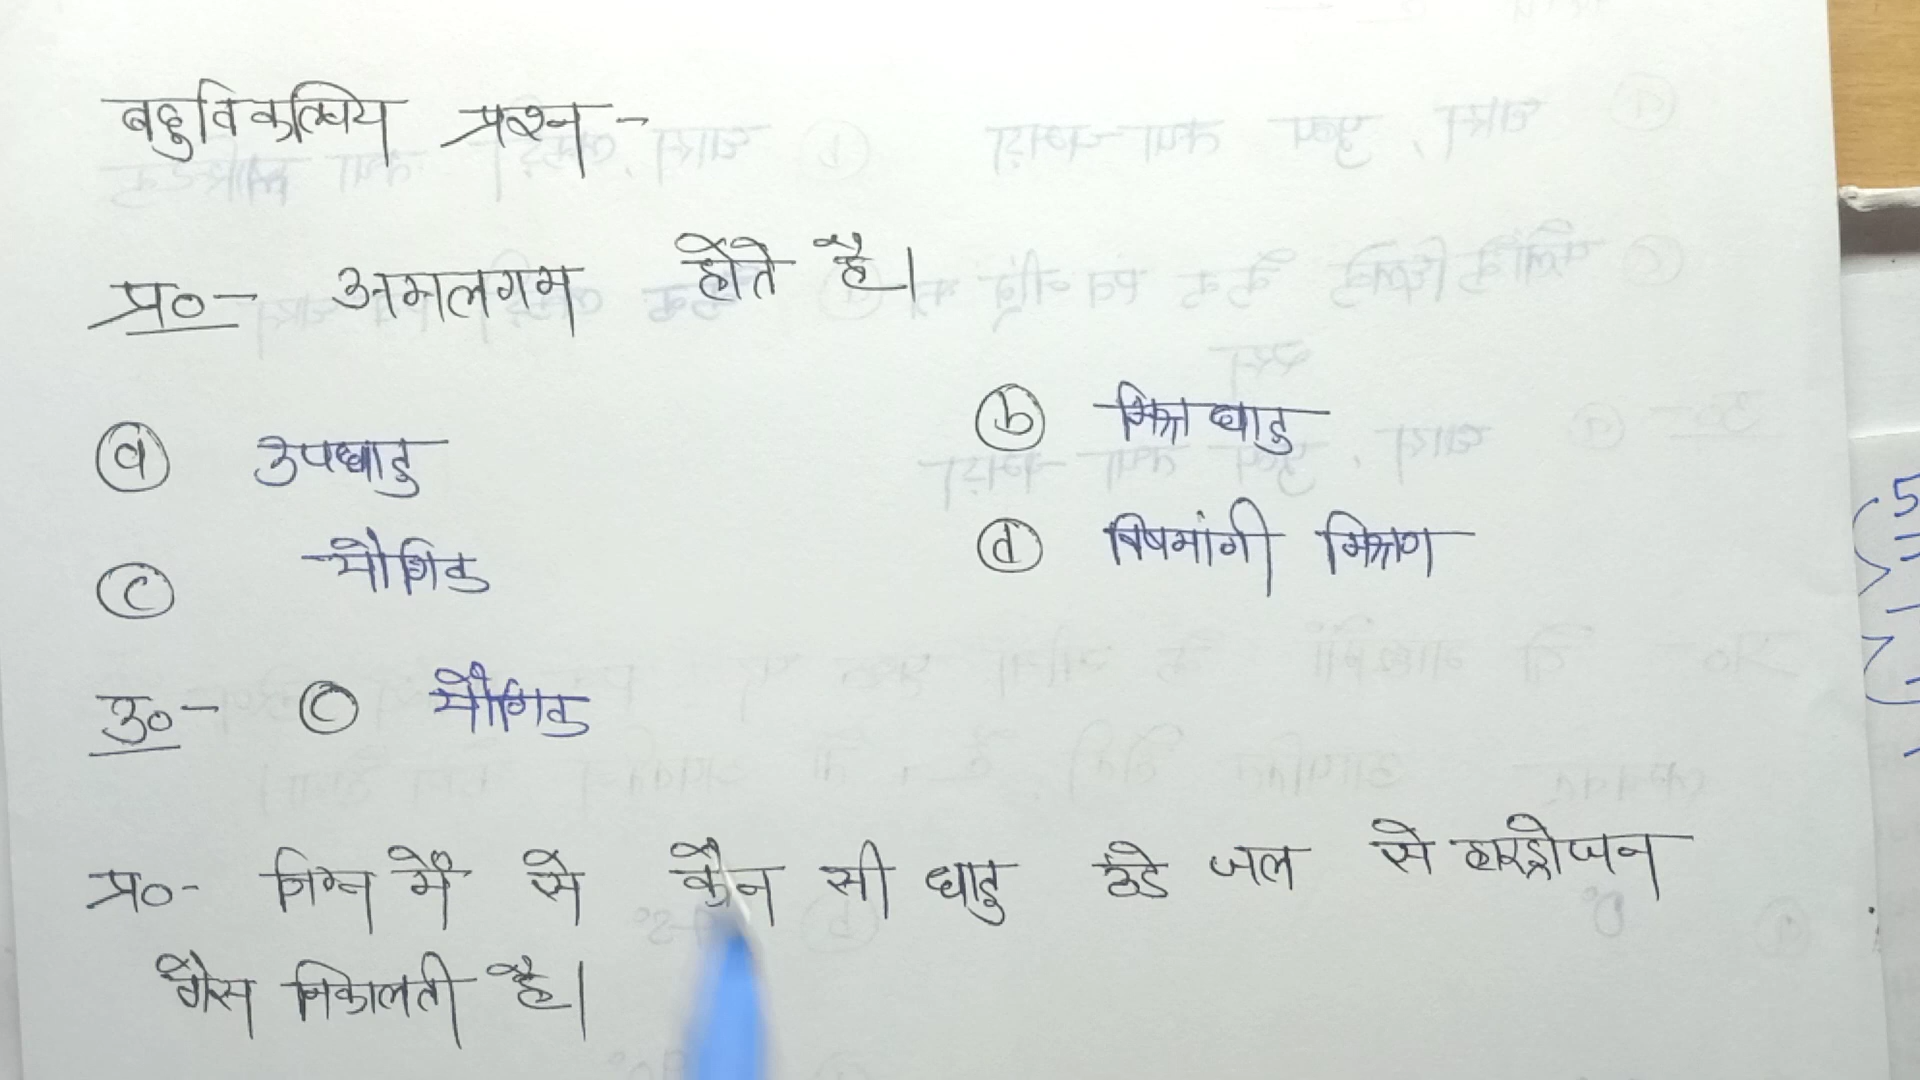 बहुविकल्पिय प्रश्न -
प्र०- अमलगम होते है।
(a) उपधातु (b) मिश्र धातु
(c) यौगिक (d) विषमांगी मिश्रण
उ०- (c) यौगिक
प्र०- निम्न में से कौन सी धातु ठंडे जल से हाइड्रोजन
गैस निकालती है।